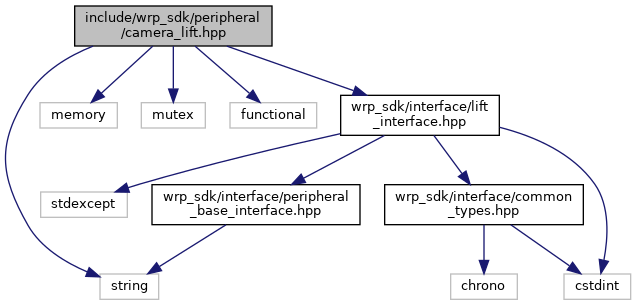 include/wrp_sdk/peripheral
/camera_lift.hpp
memory
mutex
functional
wrp_sdk/interface/lift
_interface.hpp
stdexcept
wrp_sdk/interface/peripheral
_base_interface.hpp
wrp_sdk/interface/common
_types.hpp
string
chrono
cstdint